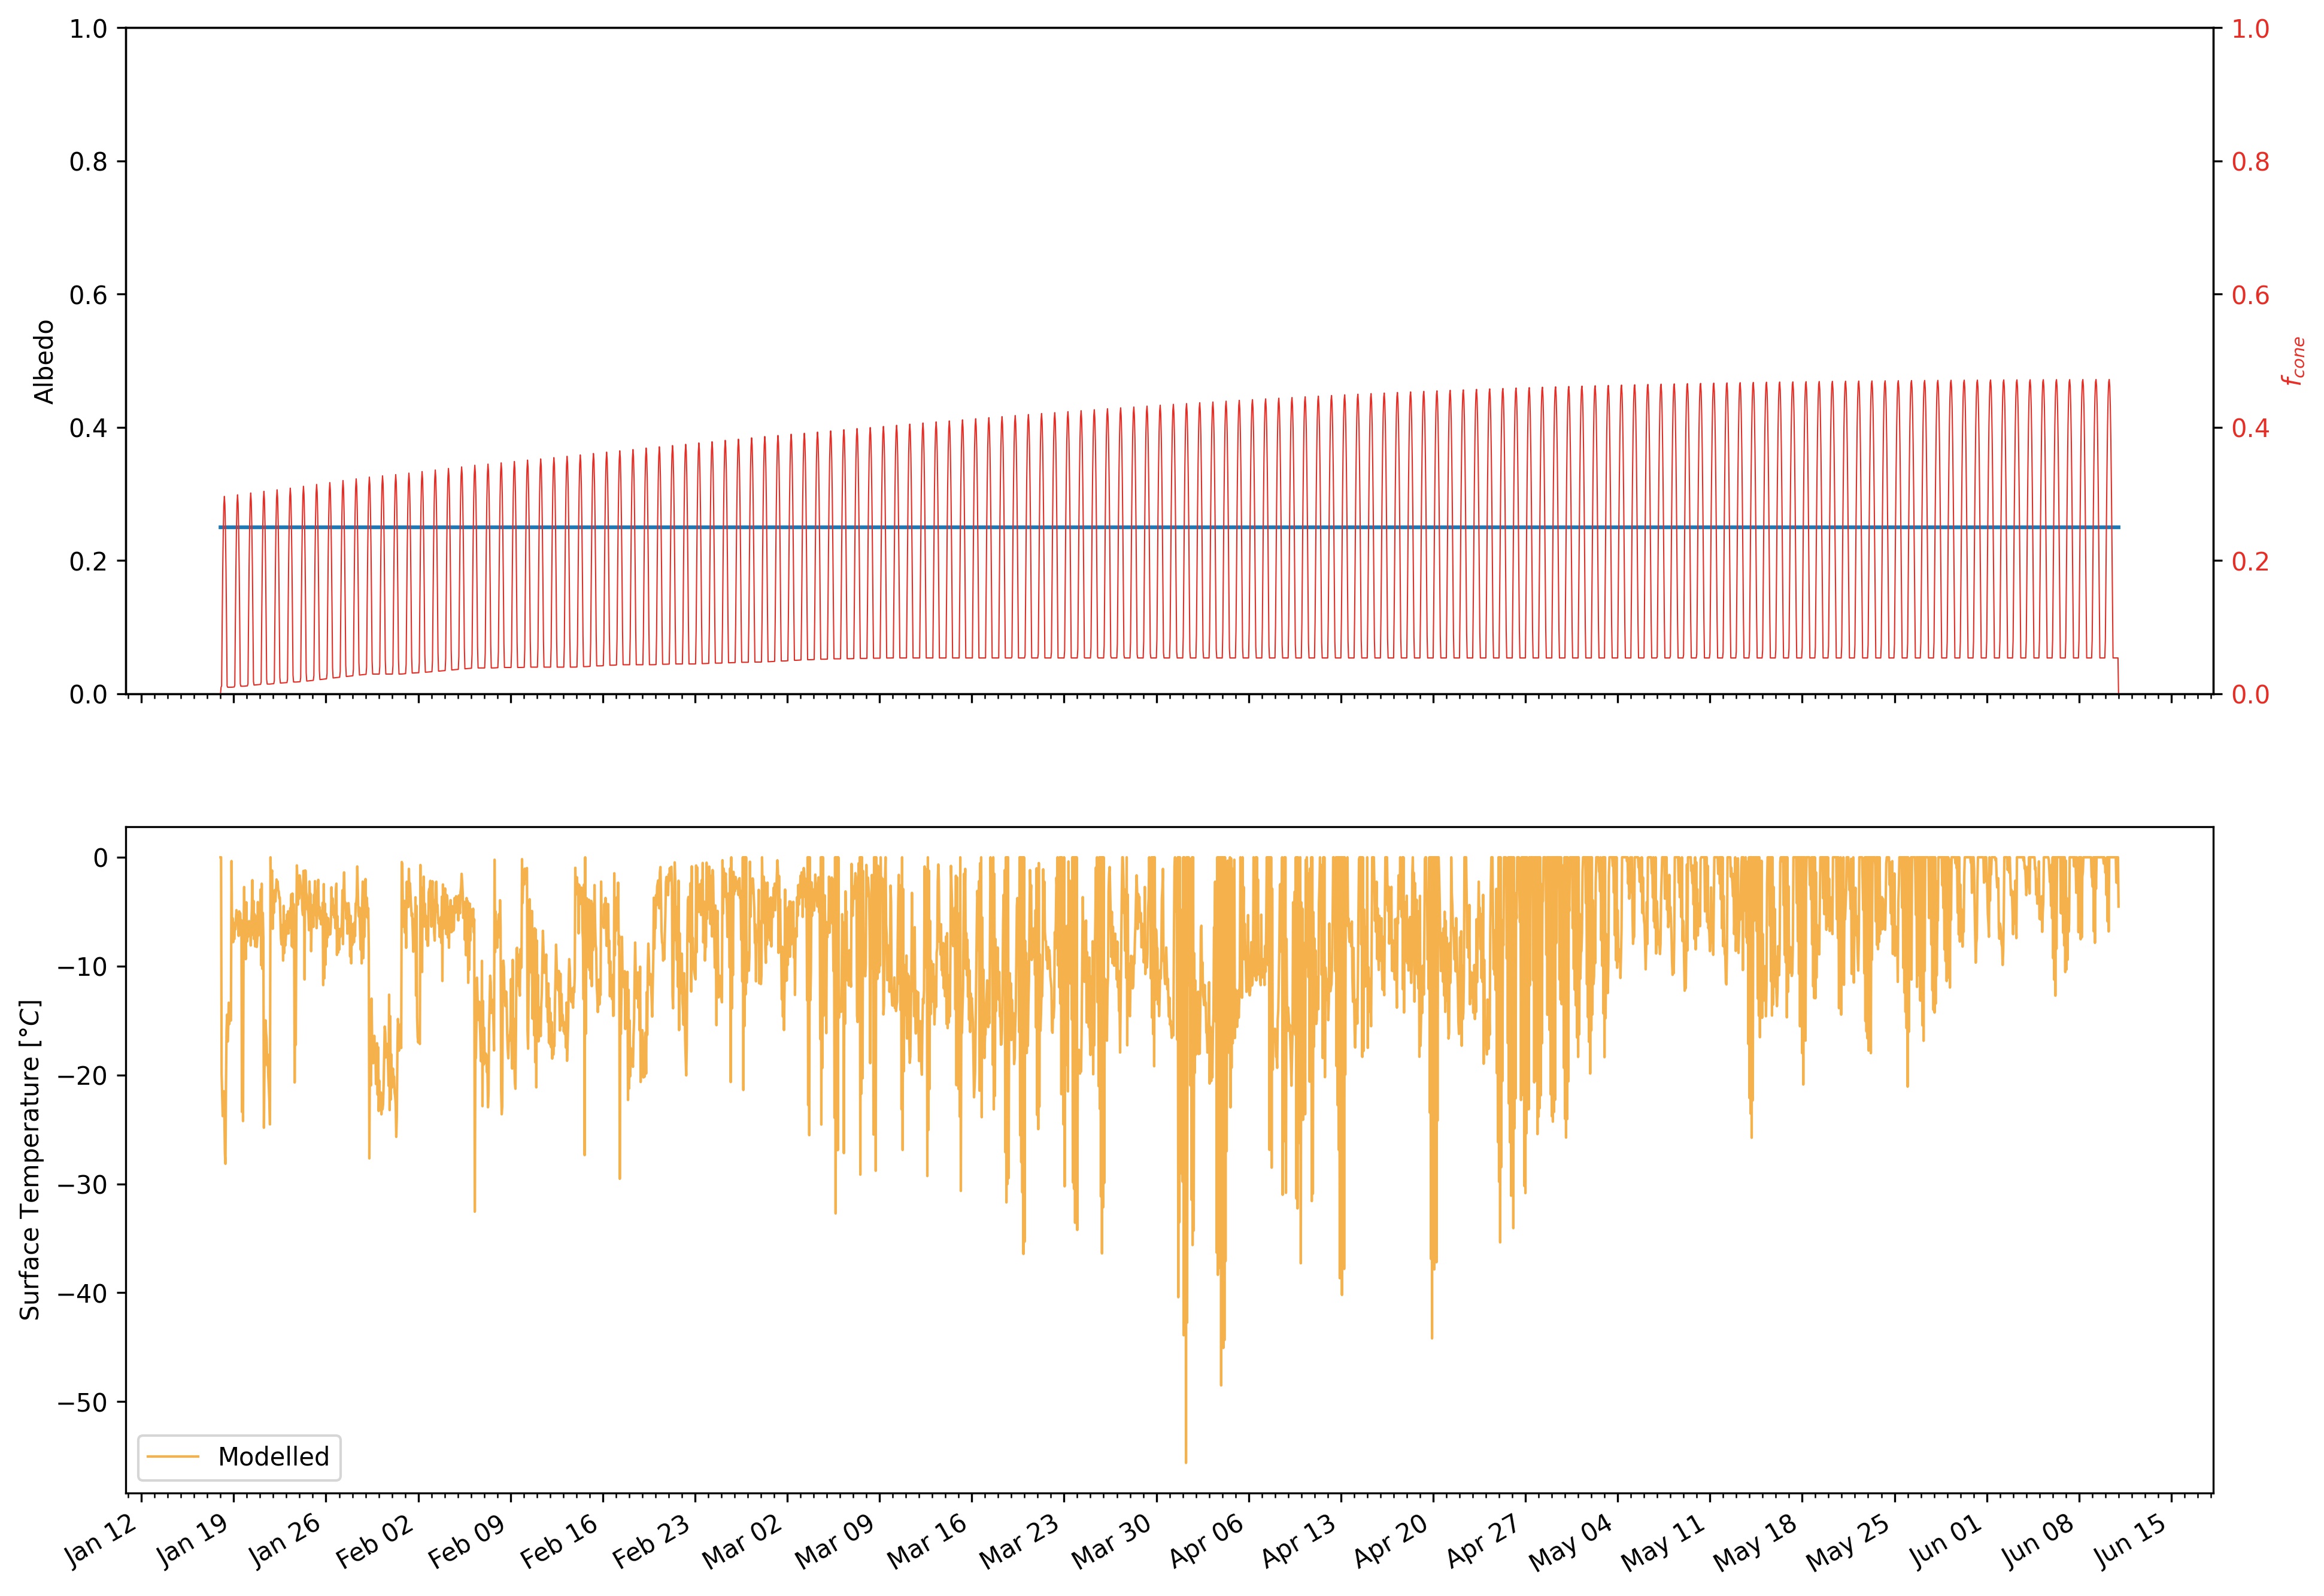 1.0
0.8
0.6
0.4
0.2
0.0
Albedo
1.0
0.8
0.6
0.4
0.2
0.0
f cone
0
−10
−20
−30
−40
−50
Surface Temperature [°C]
Modelled
Jan 12
Jan 19
Jan 26
Feb 02
Feb 09
Feb 16
Feb 23
Mar 02
Mar 09
Mar 16
Mar 23
Mar 30
Apr 06
Apr 13
Apr 20
Apr 27
May 04
May 11
May 18
May 25
Jun 01
Jun 08
Jun 15